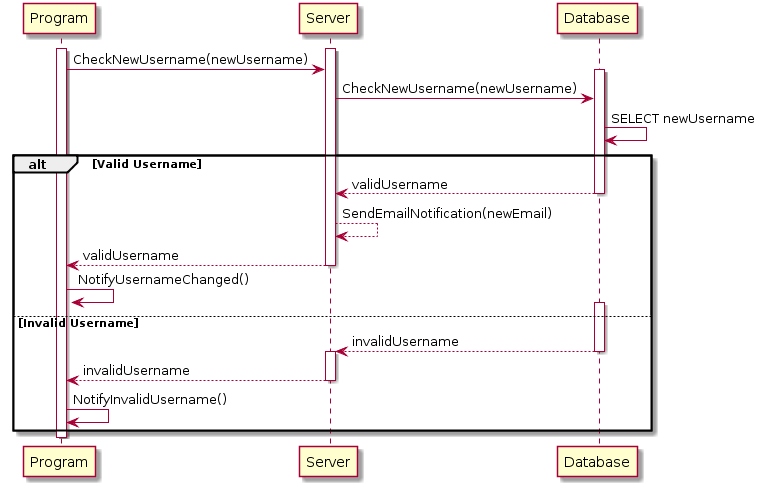 Program Server Database
CheckNewUsername(newUsername)
CheckNewUsername(newUsername)
SELECT newUsername
alt [Valid Username]
validUsername
SendEmailNotification(newEmail)
validUsername
NotifyUsernameChanged()
[Invalid Username]
invalidUsername
invalidUsername
NotifyInvalidUsername()
Program Server Database